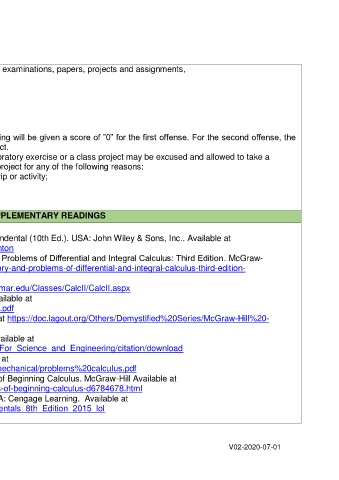 examinations, papers, projects and assignments,
ing will be given a score of "0" for the first offense. For the second offense, the
ct.
oratory exercise or a class project may be excused and allowed to take a
project for any of the following reasons:
rip or activity:
PPLEMENTARY READINGS
ndental (10th Ed.). USA: John Wiley & Sons, Inc.. Available at
nton
Problems of Differential and Integral Calculus: Third Edition. McGraw-
ery-and-problems-of-differential-and-integral-calculus-third-edition-
mar.edu/Classes/CalcII/CalcII.aspx
ailable at
.pdf
at https://doc.lagout.org/Others/Demystified%20Series/McGraw-Hill%20-
vailable at
For_Science_and_Engineering/citation/download
at
mechanical/problems%20calculus.pdf
of Beginning Calculus. McGraw-Hill Available at
s-of-beginning-calculus-d6784678.html
A: Cengage Learning. Available at
entals_8th_Edition_2015_lol
V02-2020-07-01